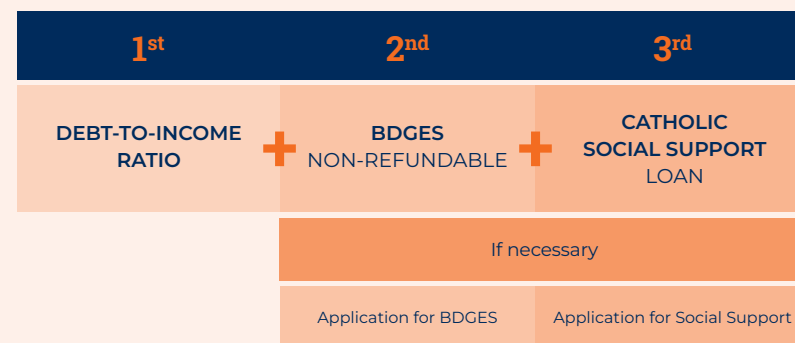 1st
2nd
3rd
DEBT-TO-INCOME
RATIO
+
BDGES
NON-REFUNDABLE
+
CATHOLIC
SOCIAL SUPPORT
LOAN
If necessary
Application for BDGES
Application for Social Support